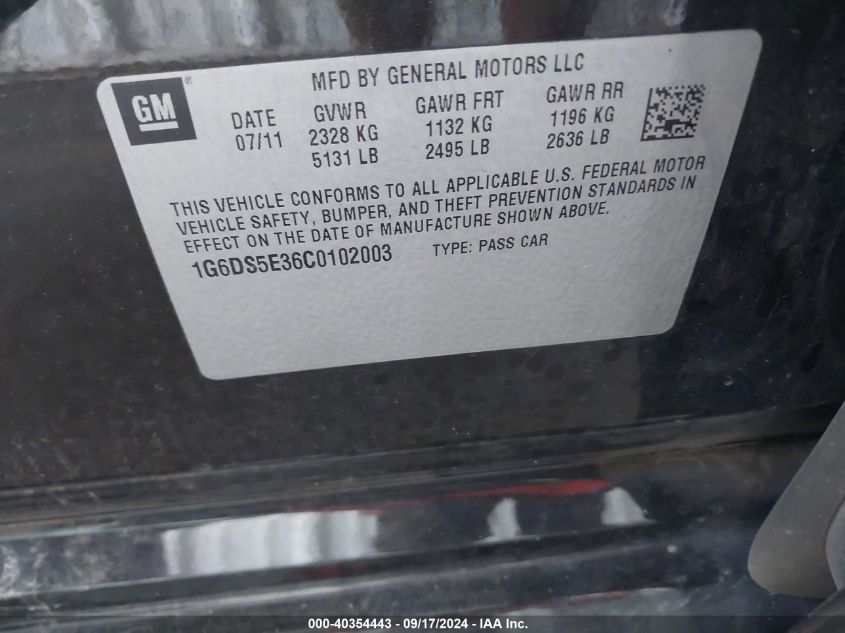 MFD BY GENERAL MOTORS LLC
GM
®
DATE
07/11
GVWR
2328 KG
5131 LB
GAWR FRT
1132 KG
2495 LB
GAWR RR
1196 KG
2636 LB
THIS VEHICLE CONFORMS TO ALL APPLICABLE U.S. FEDERAL MOTOR
VEHICLE SAFETY, BUMPER, AND THEFT PREVENTION STANDARDS IN
EFFECT ON THE DATE OF MANUFACTURE SHOWN ABOVE.
1G6DS5E36C0102003
TYPE: PASS CAR
000-40354443 - 09/17/2024 - IAA Inc.